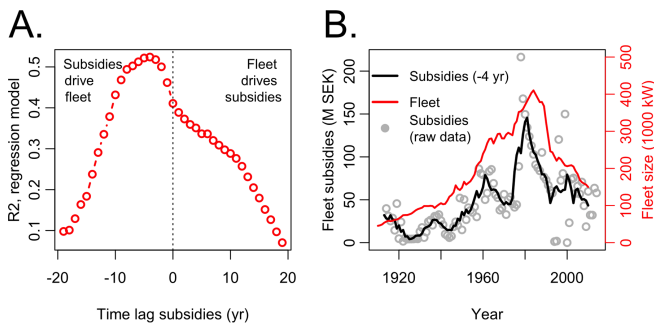 A.
Subsidies
drive
fleet
Fleet
drives
subsidies
R2, regression model
0.1
0.2
0.3
0.4
0.5
-20
-10
0
10
20
Time lag subsidies (yr)
B.
Subsidies (-4 yr)
Fleet
Subsidies
(raw data)
Fleet subsidies (M SEK)
0
50
100
150
200
Fleet size (1000 kW)
0
100
200
300
400
500
1920
1960
2000
Year